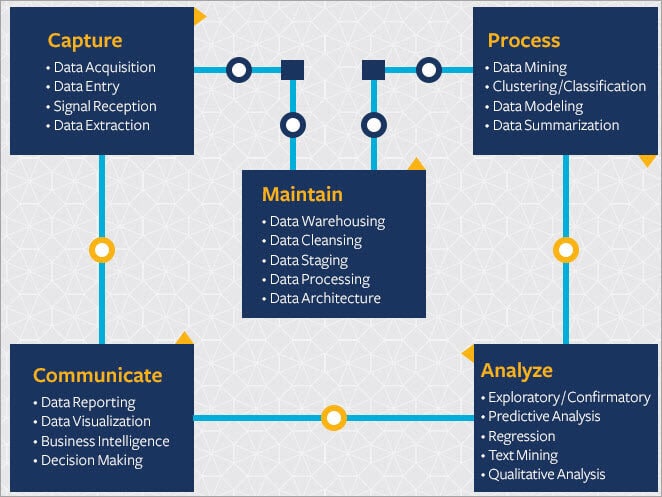 Capture
• Data Acquisition
• Data Entry
• Signal Reception
• Data Extraction
Process
• Data Mining
• Clustering/Classification
• Data Modeling
• Data Summarization
Maintain
• Data Warehousing
• Data Cleansing
• Data Staging
• Data Processing
• Data Architecture
Communicate
• Data Reporting
• Data Visualization
• Business Intelligence
• Decision Making
Analyze
• Exploratory/Confirmatory
• Predictive Analysis
• Regression
• Text Mining
• Qualitative Analysis